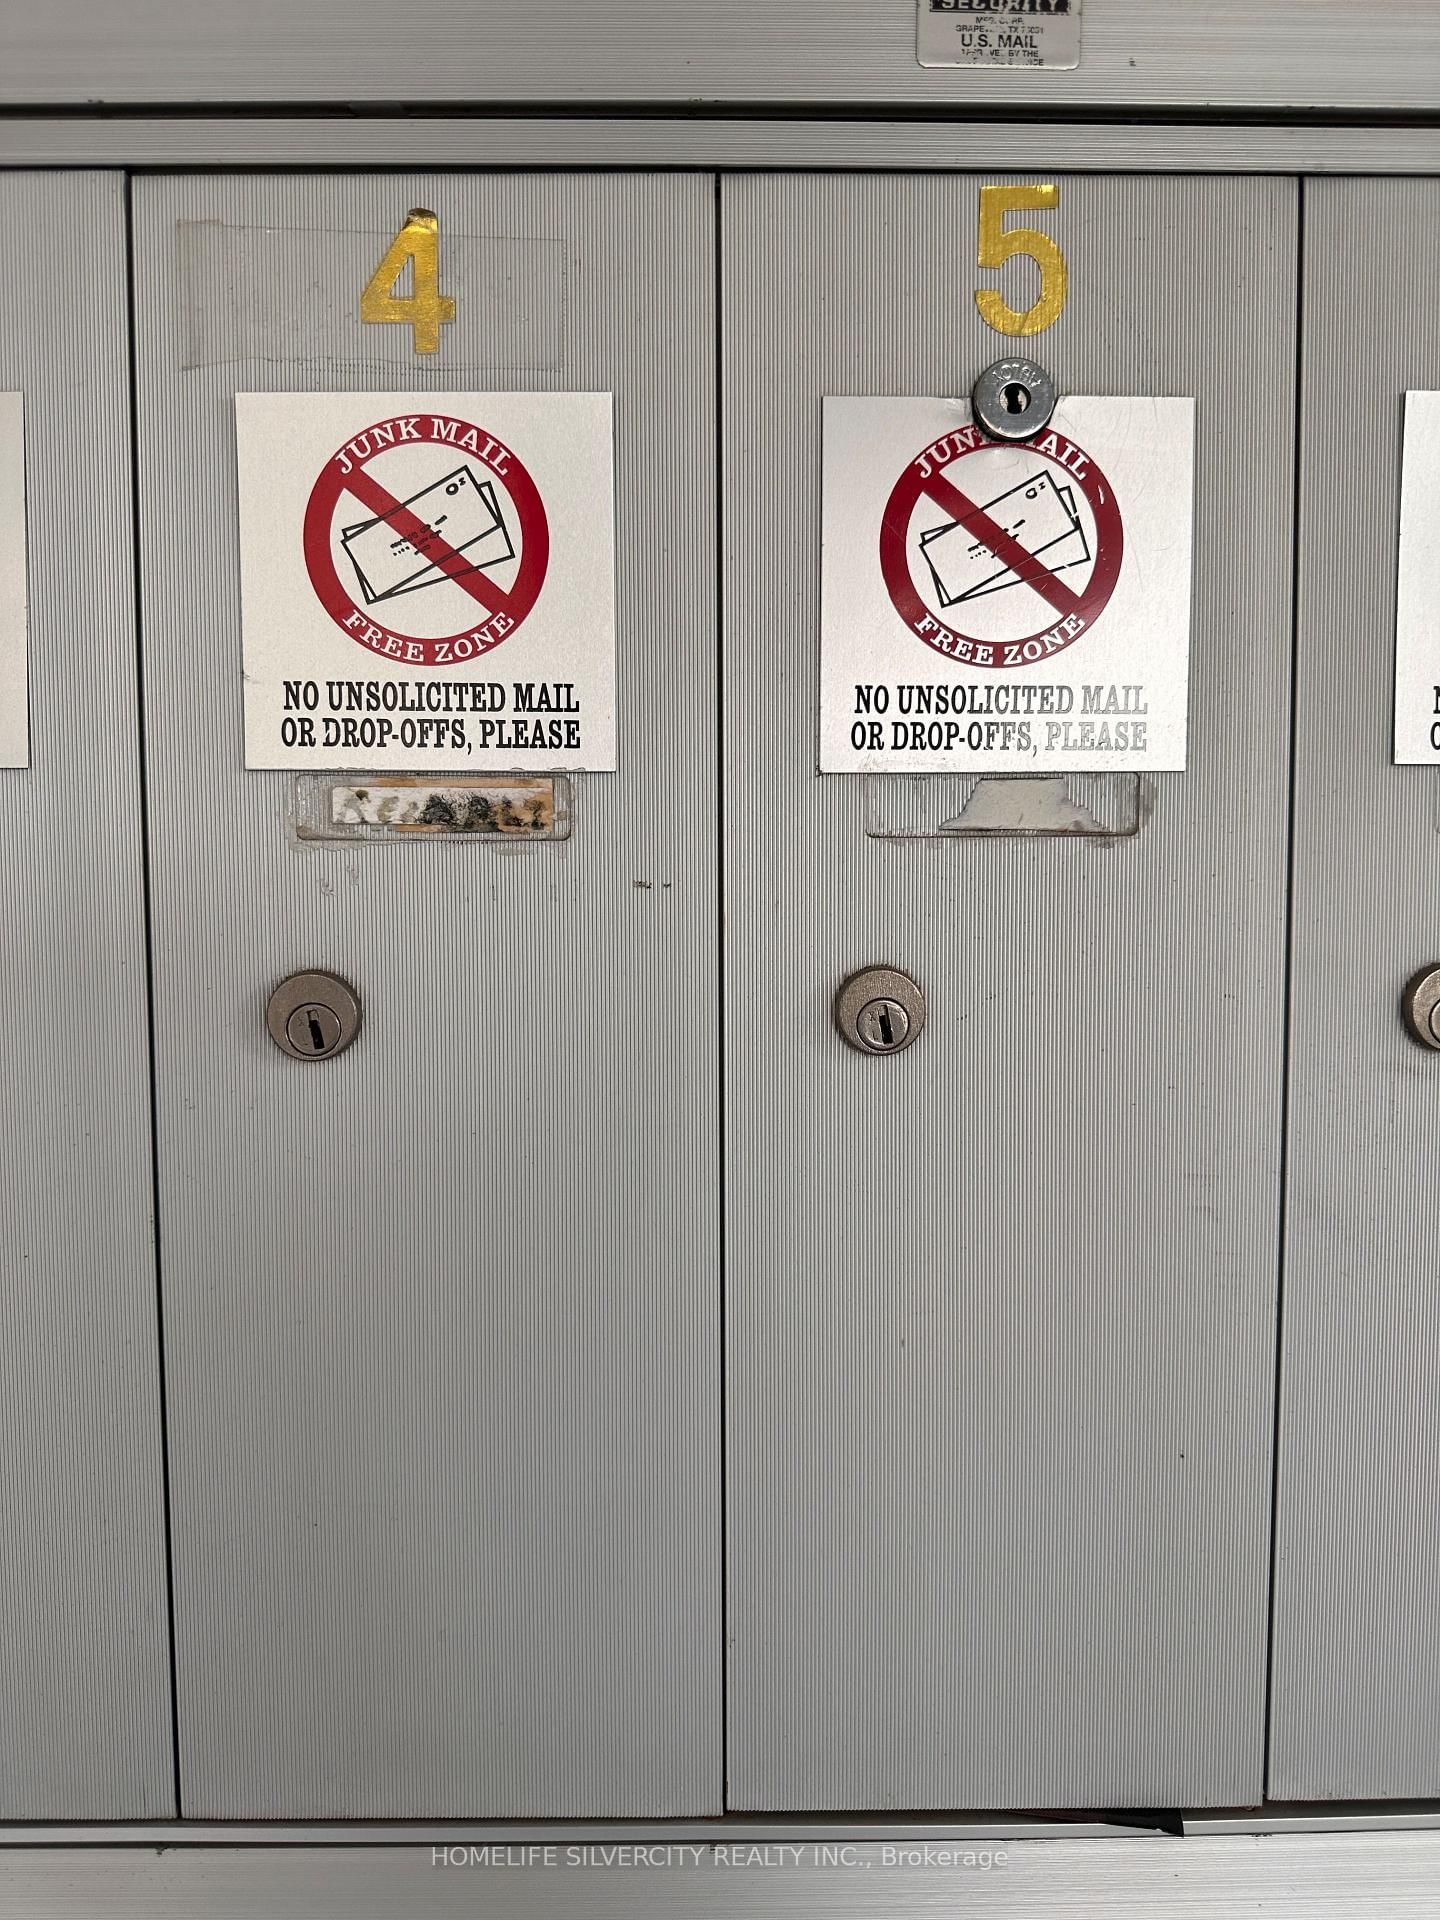 SECURITY
U.S. MAIL
4
5
JUNK MAIL
FREE ZONE
NO UNSOLICITED MAIL
OR DROP-OFFS, PLEASE
FREE ZONE
NO UNSOLICITED MAIL
OR DROP-OFFS, PLEASE
HOMELIFE SILVERCITY REALTY INC., Brokerage